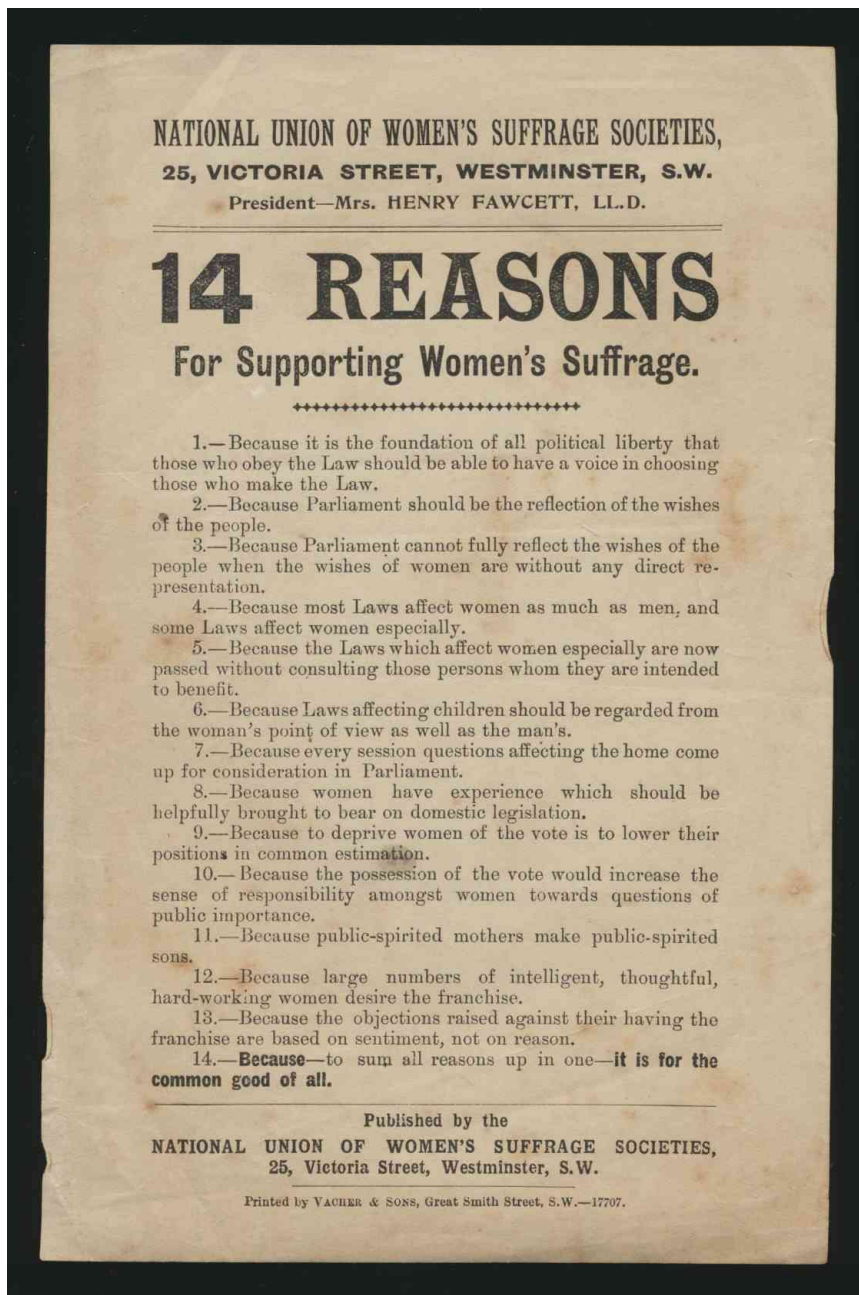 NATIONAL UNION OF WOMEN'S SUFFRAGE SOCIETIES,
25, VICTORIA STREET, WESTMINSTER, S.W.
President—Mrs. HENRY FAWCETT, LL.D.
14 REASONS
For Supporting Women's Suffrage.
1.—Because it is the foundation of all political liberty that
those who obey the Law should be able to have a voice in choosing
those who make the Law.
2.—Because Parliament should be the reflection of the wishes
of the people.
3.—Because Parliament cannot fully reflect the wishes of the
people when the wishes of women are without any direct re-
presentation.
4.—Because most Laws affect women as much as men, and
some Laws affect women especially.
5.—Because the Laws which affect women especially are now
passed without consulting those persons whom they are intended
to benefit.
6.—Because Laws affecting children should be regarded from
the woman's point of view as well as the man's.
7.—Because every session questions affecting the home come
up for consideration in Parliament.
8.—Because women have experience which should be
helpfully brought to bear on domestic legislation.
9.—Because to deprive women of the vote is to lower their
positions in common estimation.
10.—Because the possession of the vote would increase the
sense of responsibility amongst women towards questions of
public importance.
11.—Because public-spirited mothers make public-spirited
sons.
12.—Because large numbers of intelligent, thoughtful,
hard-working women desire the franchise.
13.—Because the objections raised against their having the
franchise are based on sentiment, not on reason.
14.—Because—to sum all reasons up in one—it is for the
common good of all.
Published by the
NATIONAL UNION OF WOMEN'S SUFFRAGE SOCIETIES,
25, Victoria Street, Westminster, S.W.
Printed by VACHER & SONS, Great Smith Street, S.W.—17707.